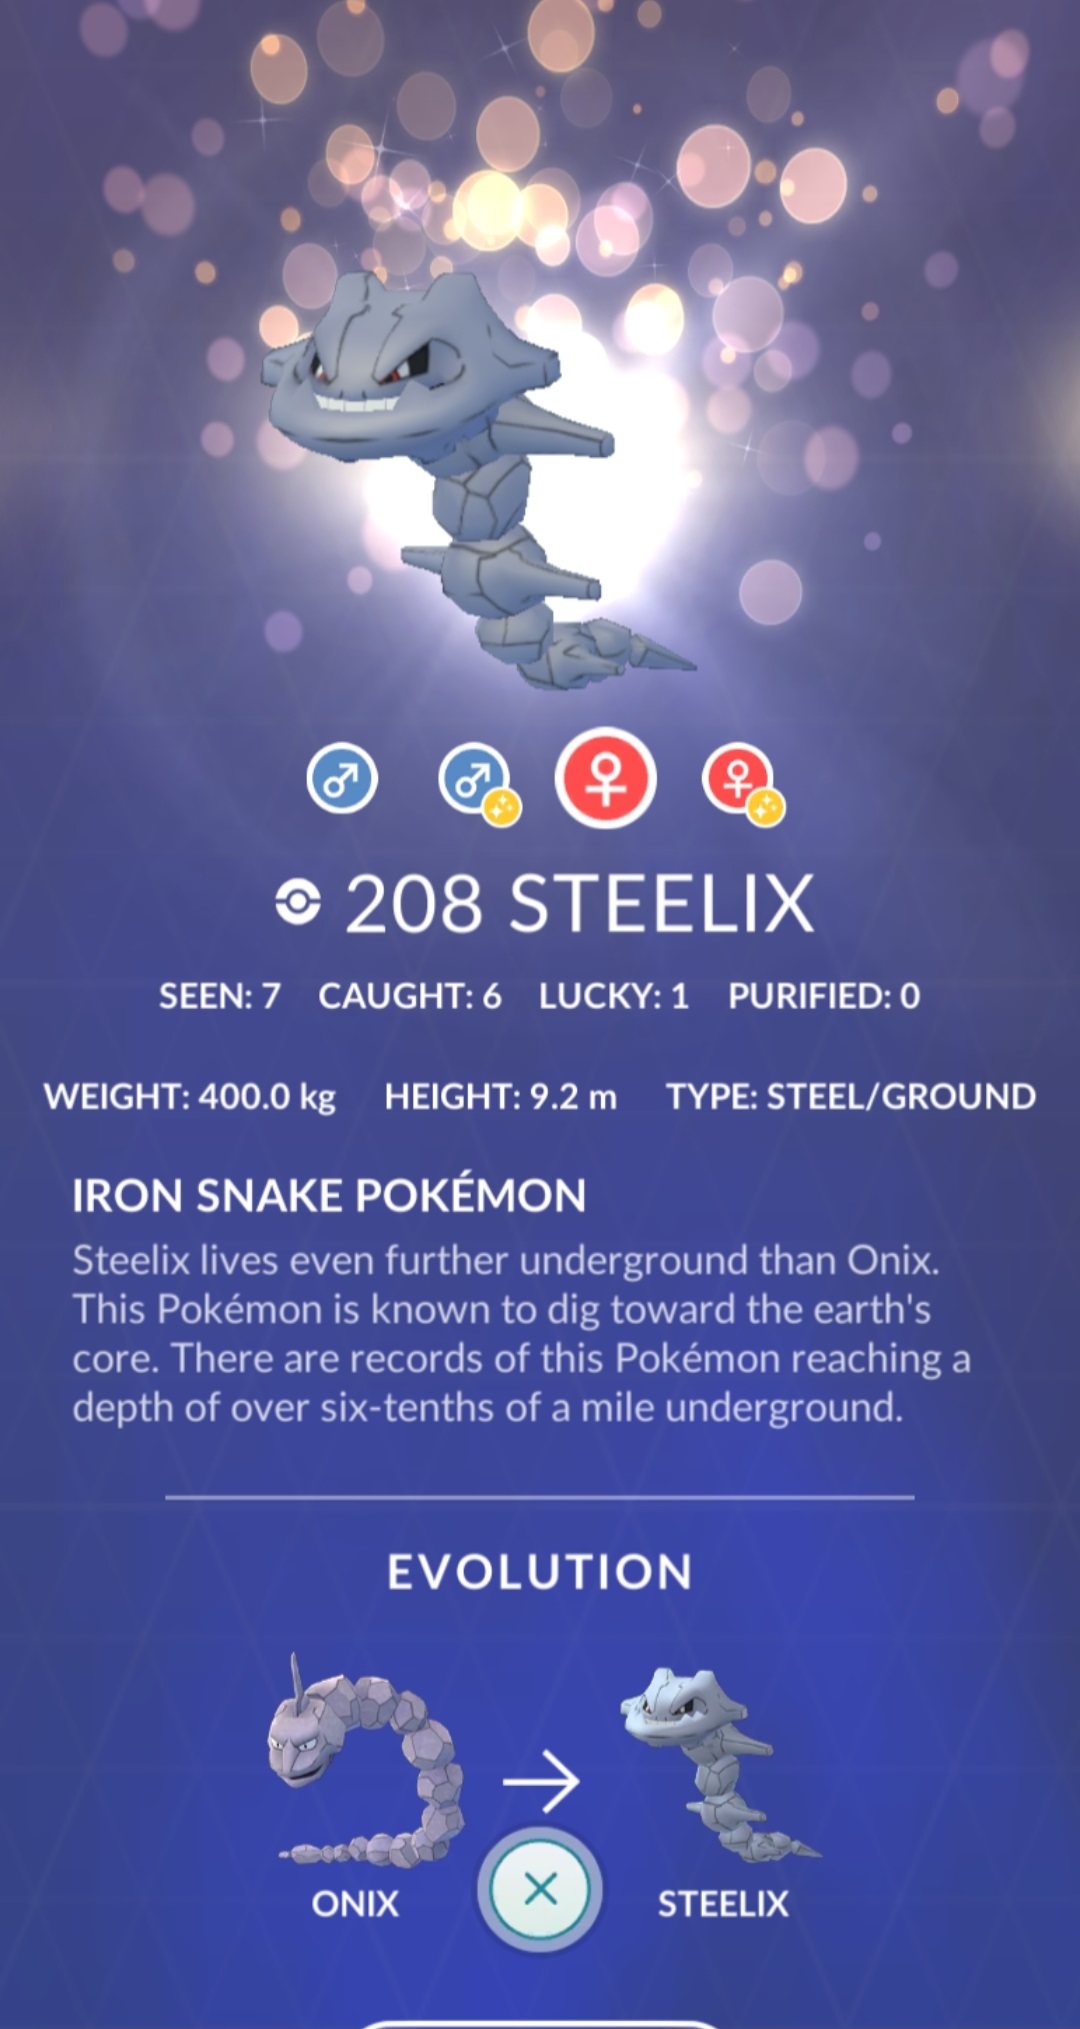 208 STEELIX
SEEN: 7 CAUGHT: 6 LUCKY: 1 PURIFIED: 0
WEIGHT: 400.0 kg HEIGHT: 9.2 m TYPE: STEEL/GROUND
IRON SNAKE POKÉMON
Steelix lives even further underground than Onix.
This Pokémon is known to dig toward the earth's
core. There are records of this Pokémon reaching a
depth of over six-tenths of a mile underground.
EVOLUTION
ONIX STEELIX